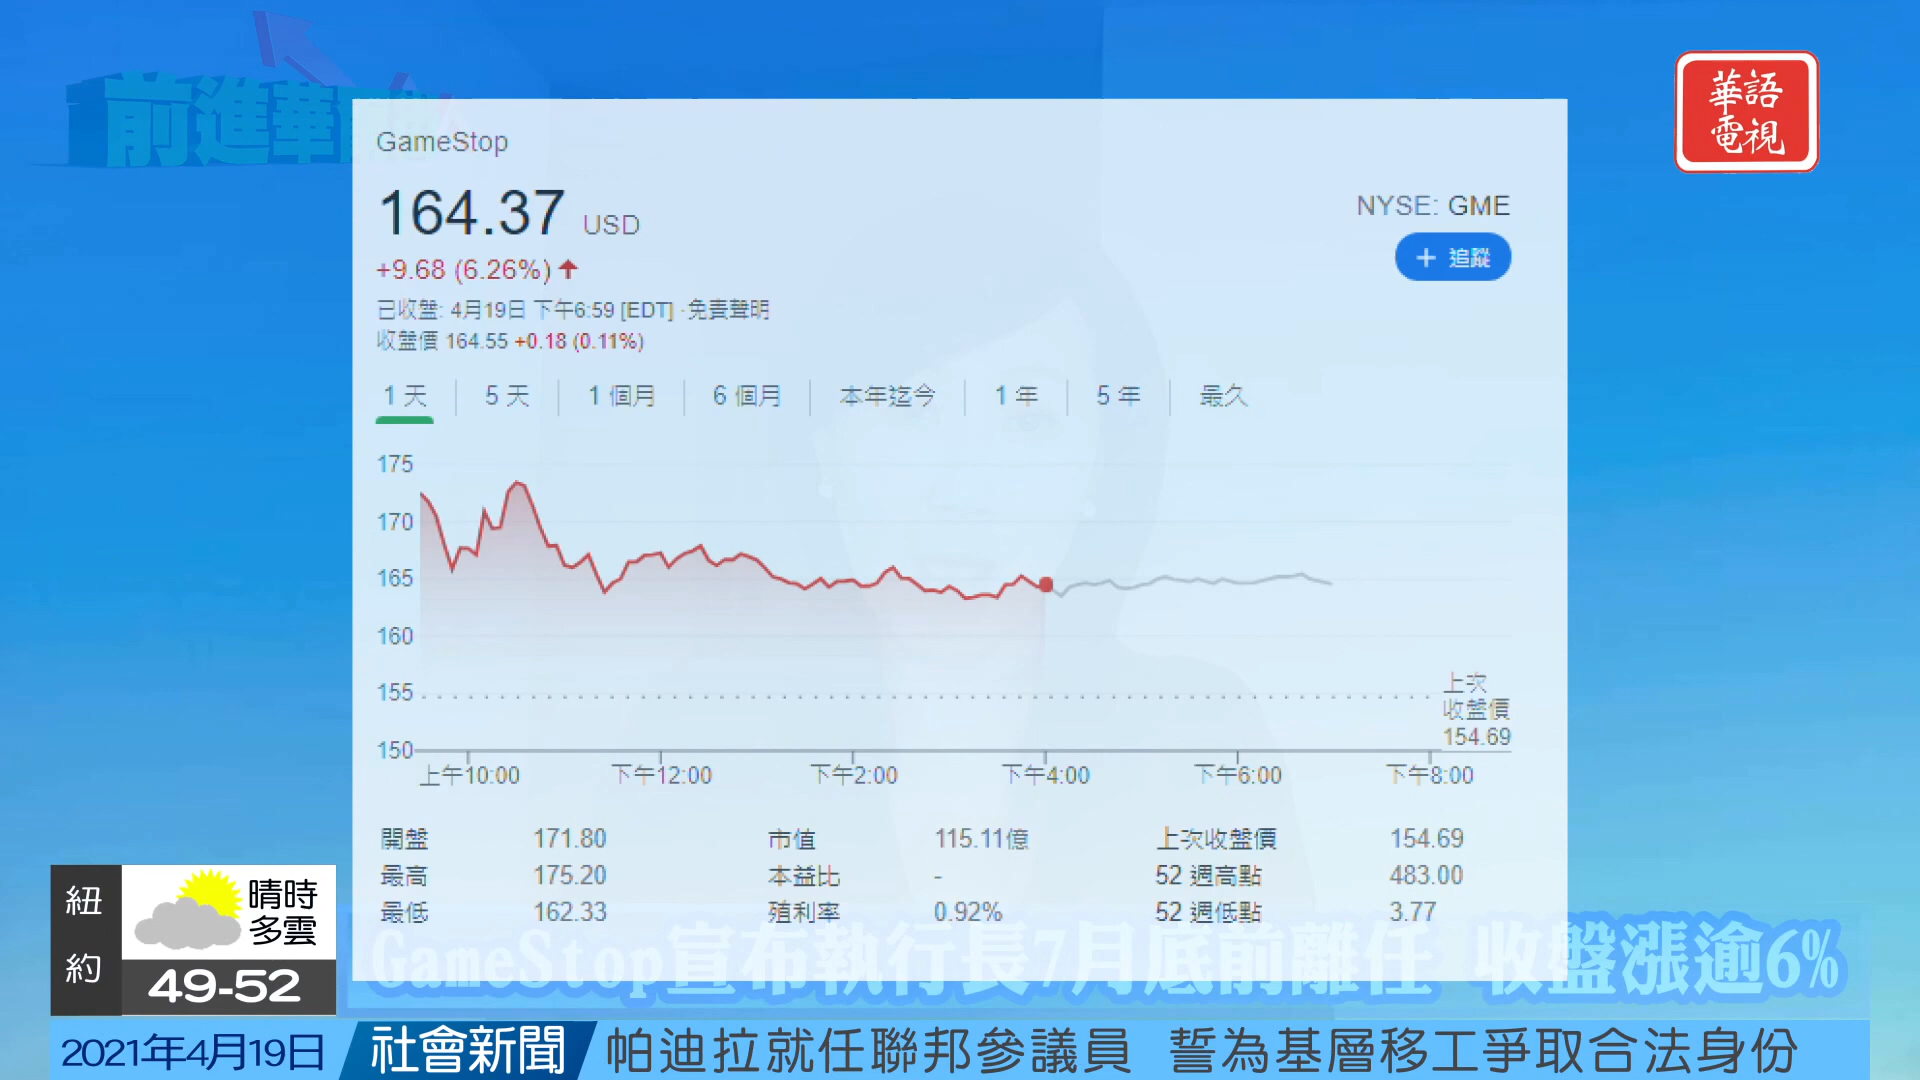 前進華
華語
電視
GameStop
164.37 USD
NYSE: GME
+ 追蹤
+9.68 (6.26%)
已收盤: 4月19日 下午6:59 [EDT] · 免責聲明
收盤價 164.55 +0.18 (0.11%)
1 天 5 天 1 個月 6 個月 本年迄今 1 年 5 年 最久
175
170
165
160
155
150
上次
收盤價
154.69
上午10:00 下午12:00 下午2:00 下午4:00 下午6:00 下午8:00
開盤 171.80 市值 115.11億 上次收盤價 154.69
最高 175.20 本益比 - 52 週高點 483.00
最低 162.33 殖利率 0.92% 52 週低點 3.77
GameStop宣布執行長7月底前離任 收盤漲逾6%
紐約
晴時
多雲
49-52
2021年4月19日 社會新聞 帕迪拉就任聯邦參議員 誓為基層移工爭取合法身份